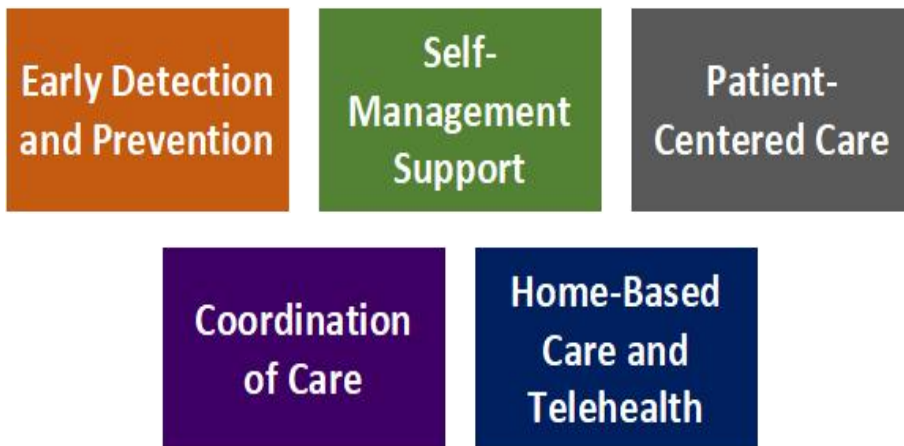 Early Detection
and Prevention
Self-
Management
Support
Patient-
Centered Care
Coordination
of Care
Home-Based
Care and
Telehealth